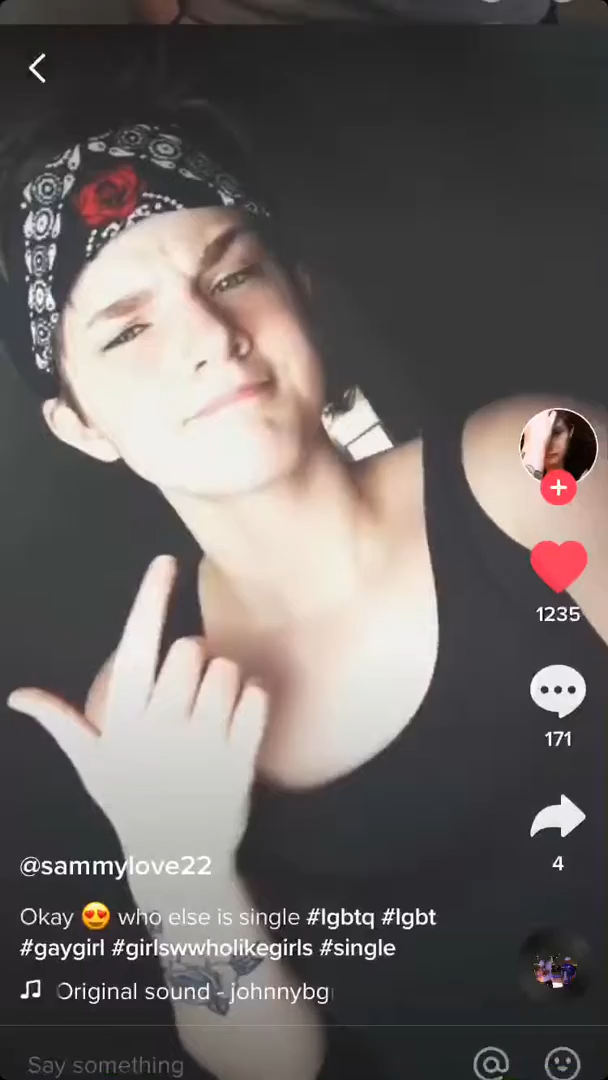 1235
171
4
@sammylove22
Okay 😍 who else is single #lgbtq #lgbt
#gaygirl #girlswwholikegirls #single
Original sound - johnnybg
Say something